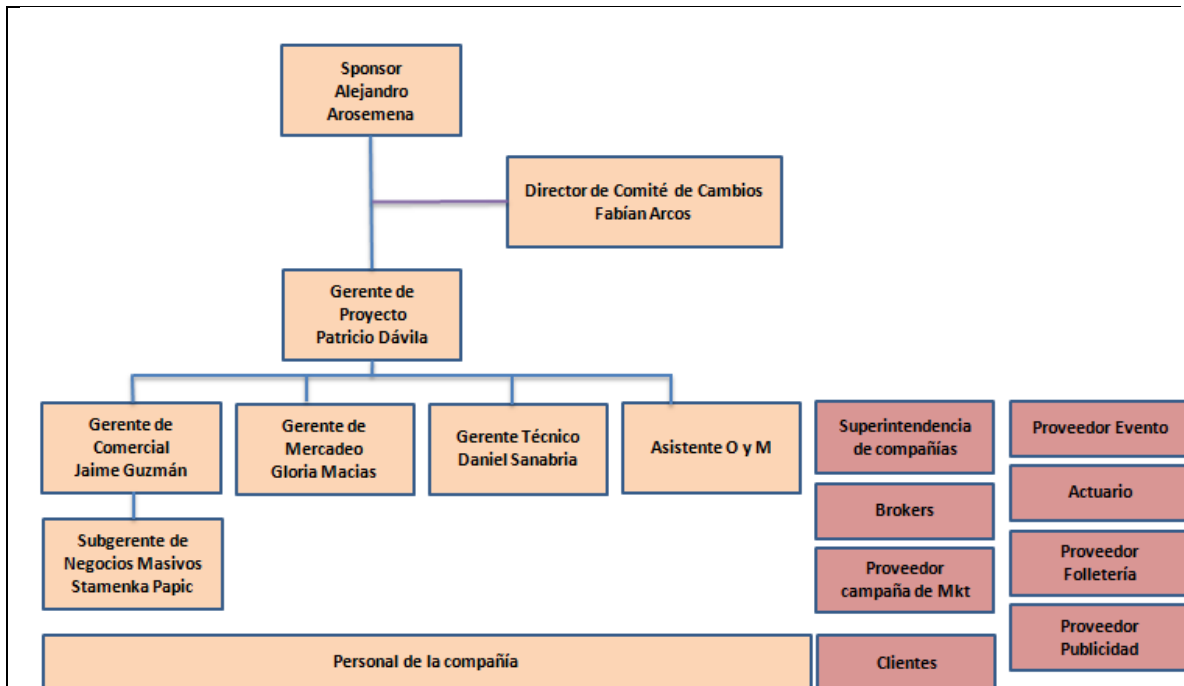 Sponsor
Alejandro
Arosemena
Director de Comité de Cambios
Fabían Arcos
Gerente de
Proyecto
Patricio Dávila
Gerente de
Comercial
Jaime Guzmán
Gerente de
Mercadeo
Gloria Macias
Gerente Técnico
Daniel Sanabria
Asistente O y M
Superintendencia
de compañías
Proveedor Evento
Brokers
Actuario
Subgerente de
Negocios Masivos
Stamenka Papic
Proveedor
campaña de Mkt
Proveedor
Folletería
Proveedor
Publicidad
Personal de la compañía
Clientes